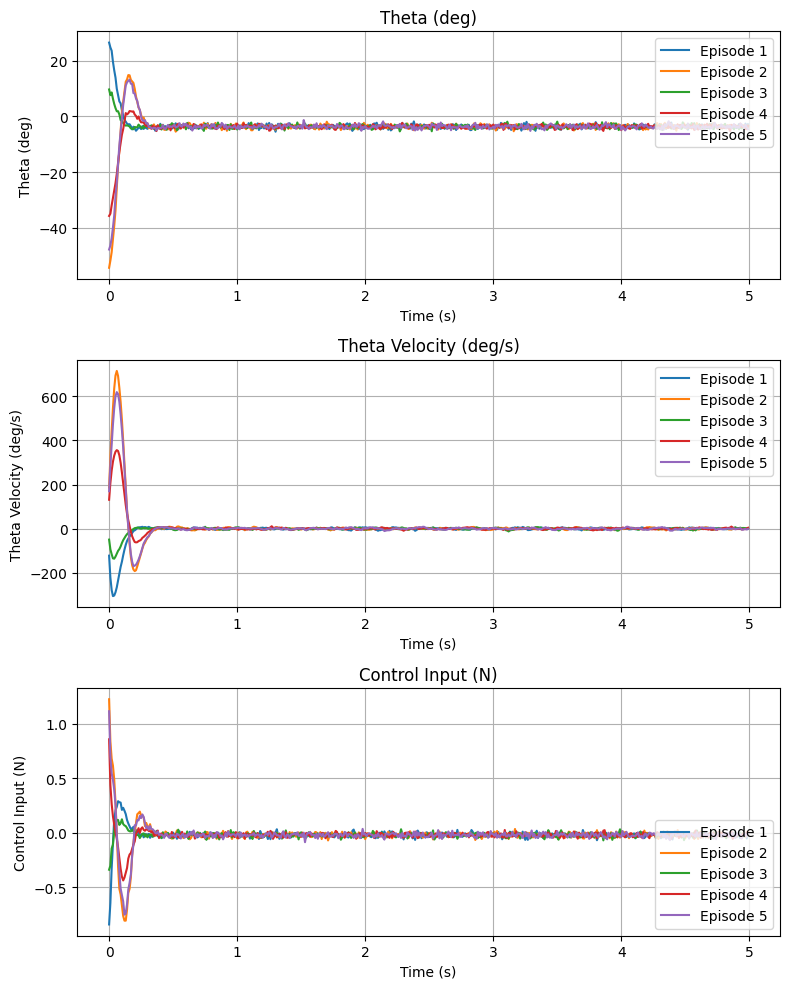 Theta (deg)
Theta (deg)
20
0
−20
−40
Episode 1
Episode 2
Episode 3
Episode 4
Episode 5
0 1 2 3 4 5
Time (s)
Theta Velocity (deg/s)
Theta Velocity (deg/s)
600
400
200
0
−200
Episode 1
Episode 2
Episode 3
Episode 4
Episode 5
0 1 2 3 4 5
Time (s)
Control Input (N)
Control Input (N)
1.0
0.5
0.0
−0.5
Episode 1
Episode 2
Episode 3
Episode 4
Episode 5
0 1 2 3 4 5
Time (s)